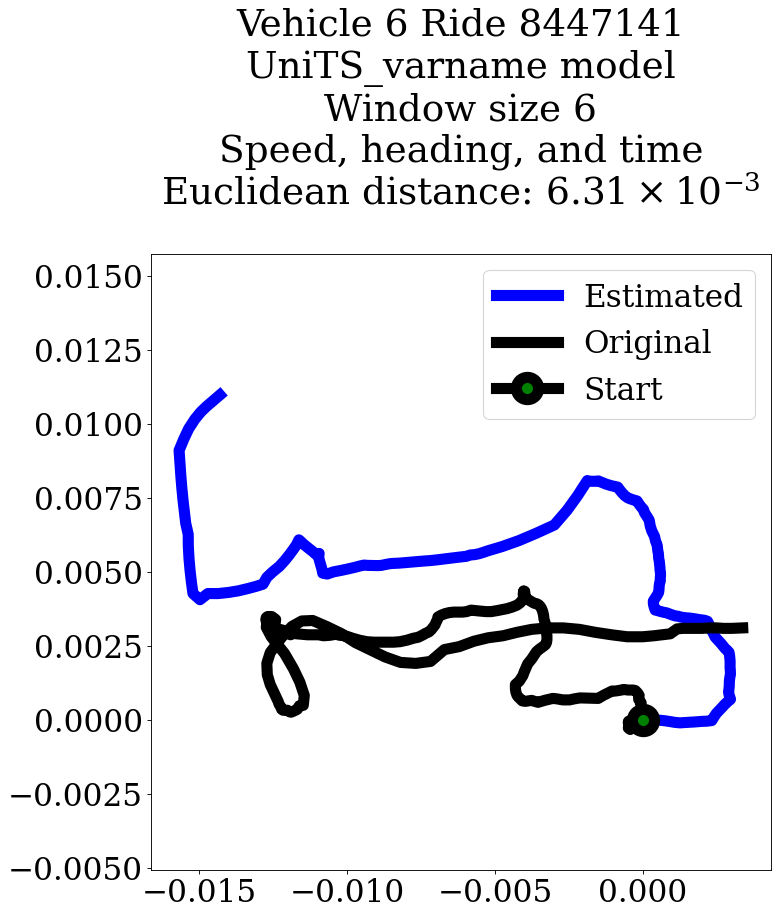 Vehicle 6 Ride 8447141
UniTS_varname model
Window size 6
Speed, heading, and time
Euclidean distance: 6.31 × 10⁻³
Estimated
Original
Start
0.0150
0.0125
0.0100
0.0075
0.0050
0.0025
0.0000
−0.0025
−0.0050
−0.015 −0.010 −0.005 0.000